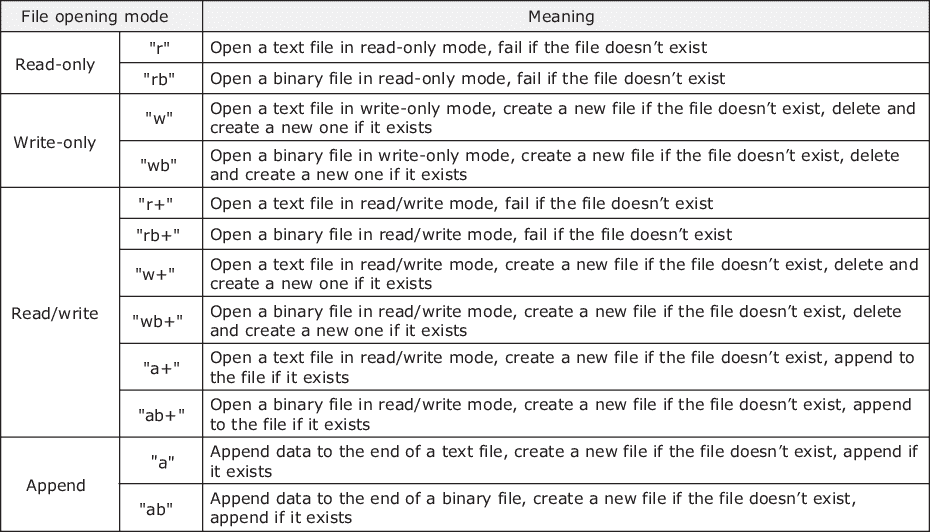 File opening mode Meaning
Read-only
"r" Open a text file in read-only mode, fail if the file doesn’t exist
"rb" Open a binary file in read-only mode, fail if the file doesn’t exist
Write-only
"w" Open a text file in write-only mode, create a new file if the file doesn’t exist, delete and
create a new one if it exists
"wb" Open a binary file in write-only mode, create a new file if the file doesn’t exist, delete
and create a new one if it exists
Read/write
"r+" Open a text file in read/write mode, fail if the file doesn’t exist
"rb+" Open a binary file in read/write mode, fail if the file doesn’t exist
"w+" Open a text file in read/write mode, create a new file if the file doesn’t exist, delete and
create a new one if it exists
"wb+" Open a binary file in read/write mode, create a new file if the file doesn’t exist, delete
and create a new one if it exists
"a+" Open a text file in read/write mode, create a new file if the file doesn’t exist, append to
the file if it exists
"ab+" Open a binary file in read/write mode, create a new file if the file doesn’t exist, append
to the file if it exists
Append
"a" Append data to the end of a text file, create a new file if the file doesn’t exist, append if
it exists
"ab" Append data to the end of a binary file, create a new file if the file doesn’t exist,
append if it exists